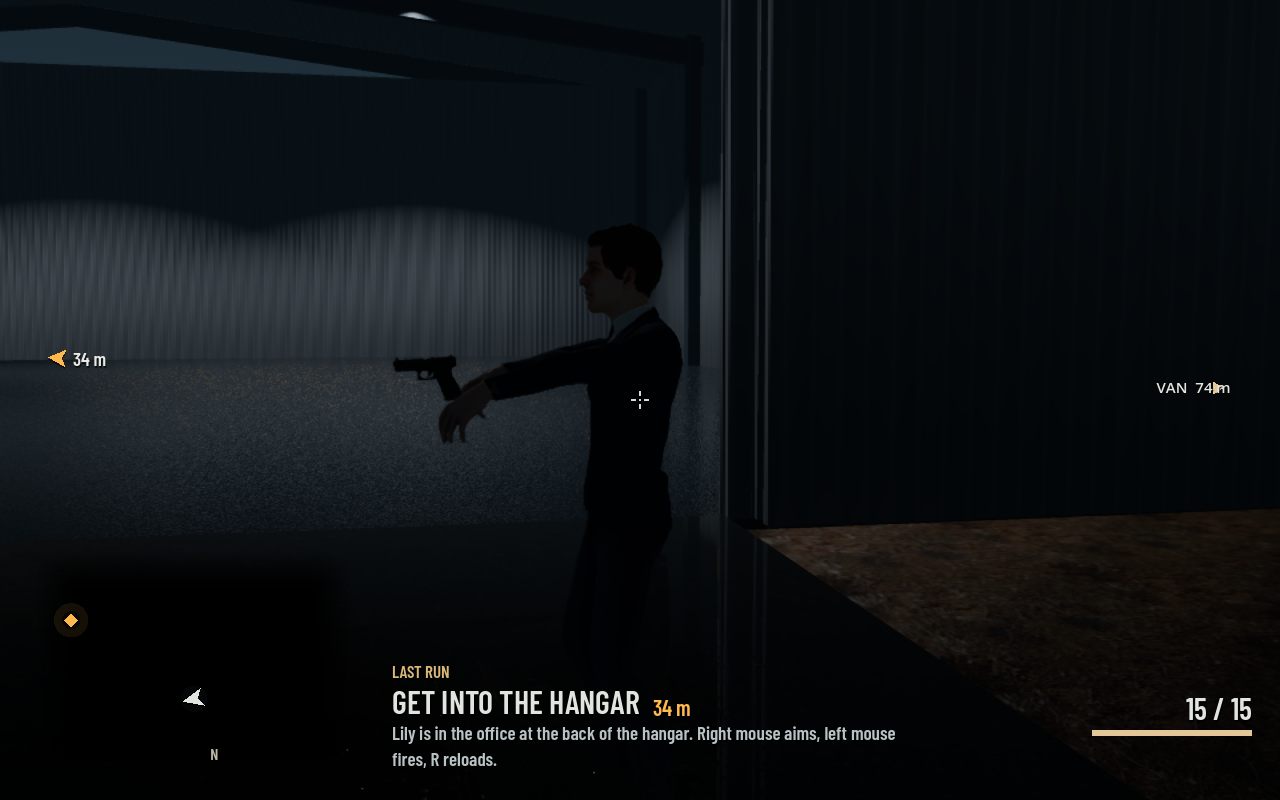 34 m
VAN 74m
N
LAST RUN
GET INTO THE HANGAR 34 m
Lily is in the office at the back of the hangar. Right mouse aims, left mouse
fires, R reloads.
15 / 15